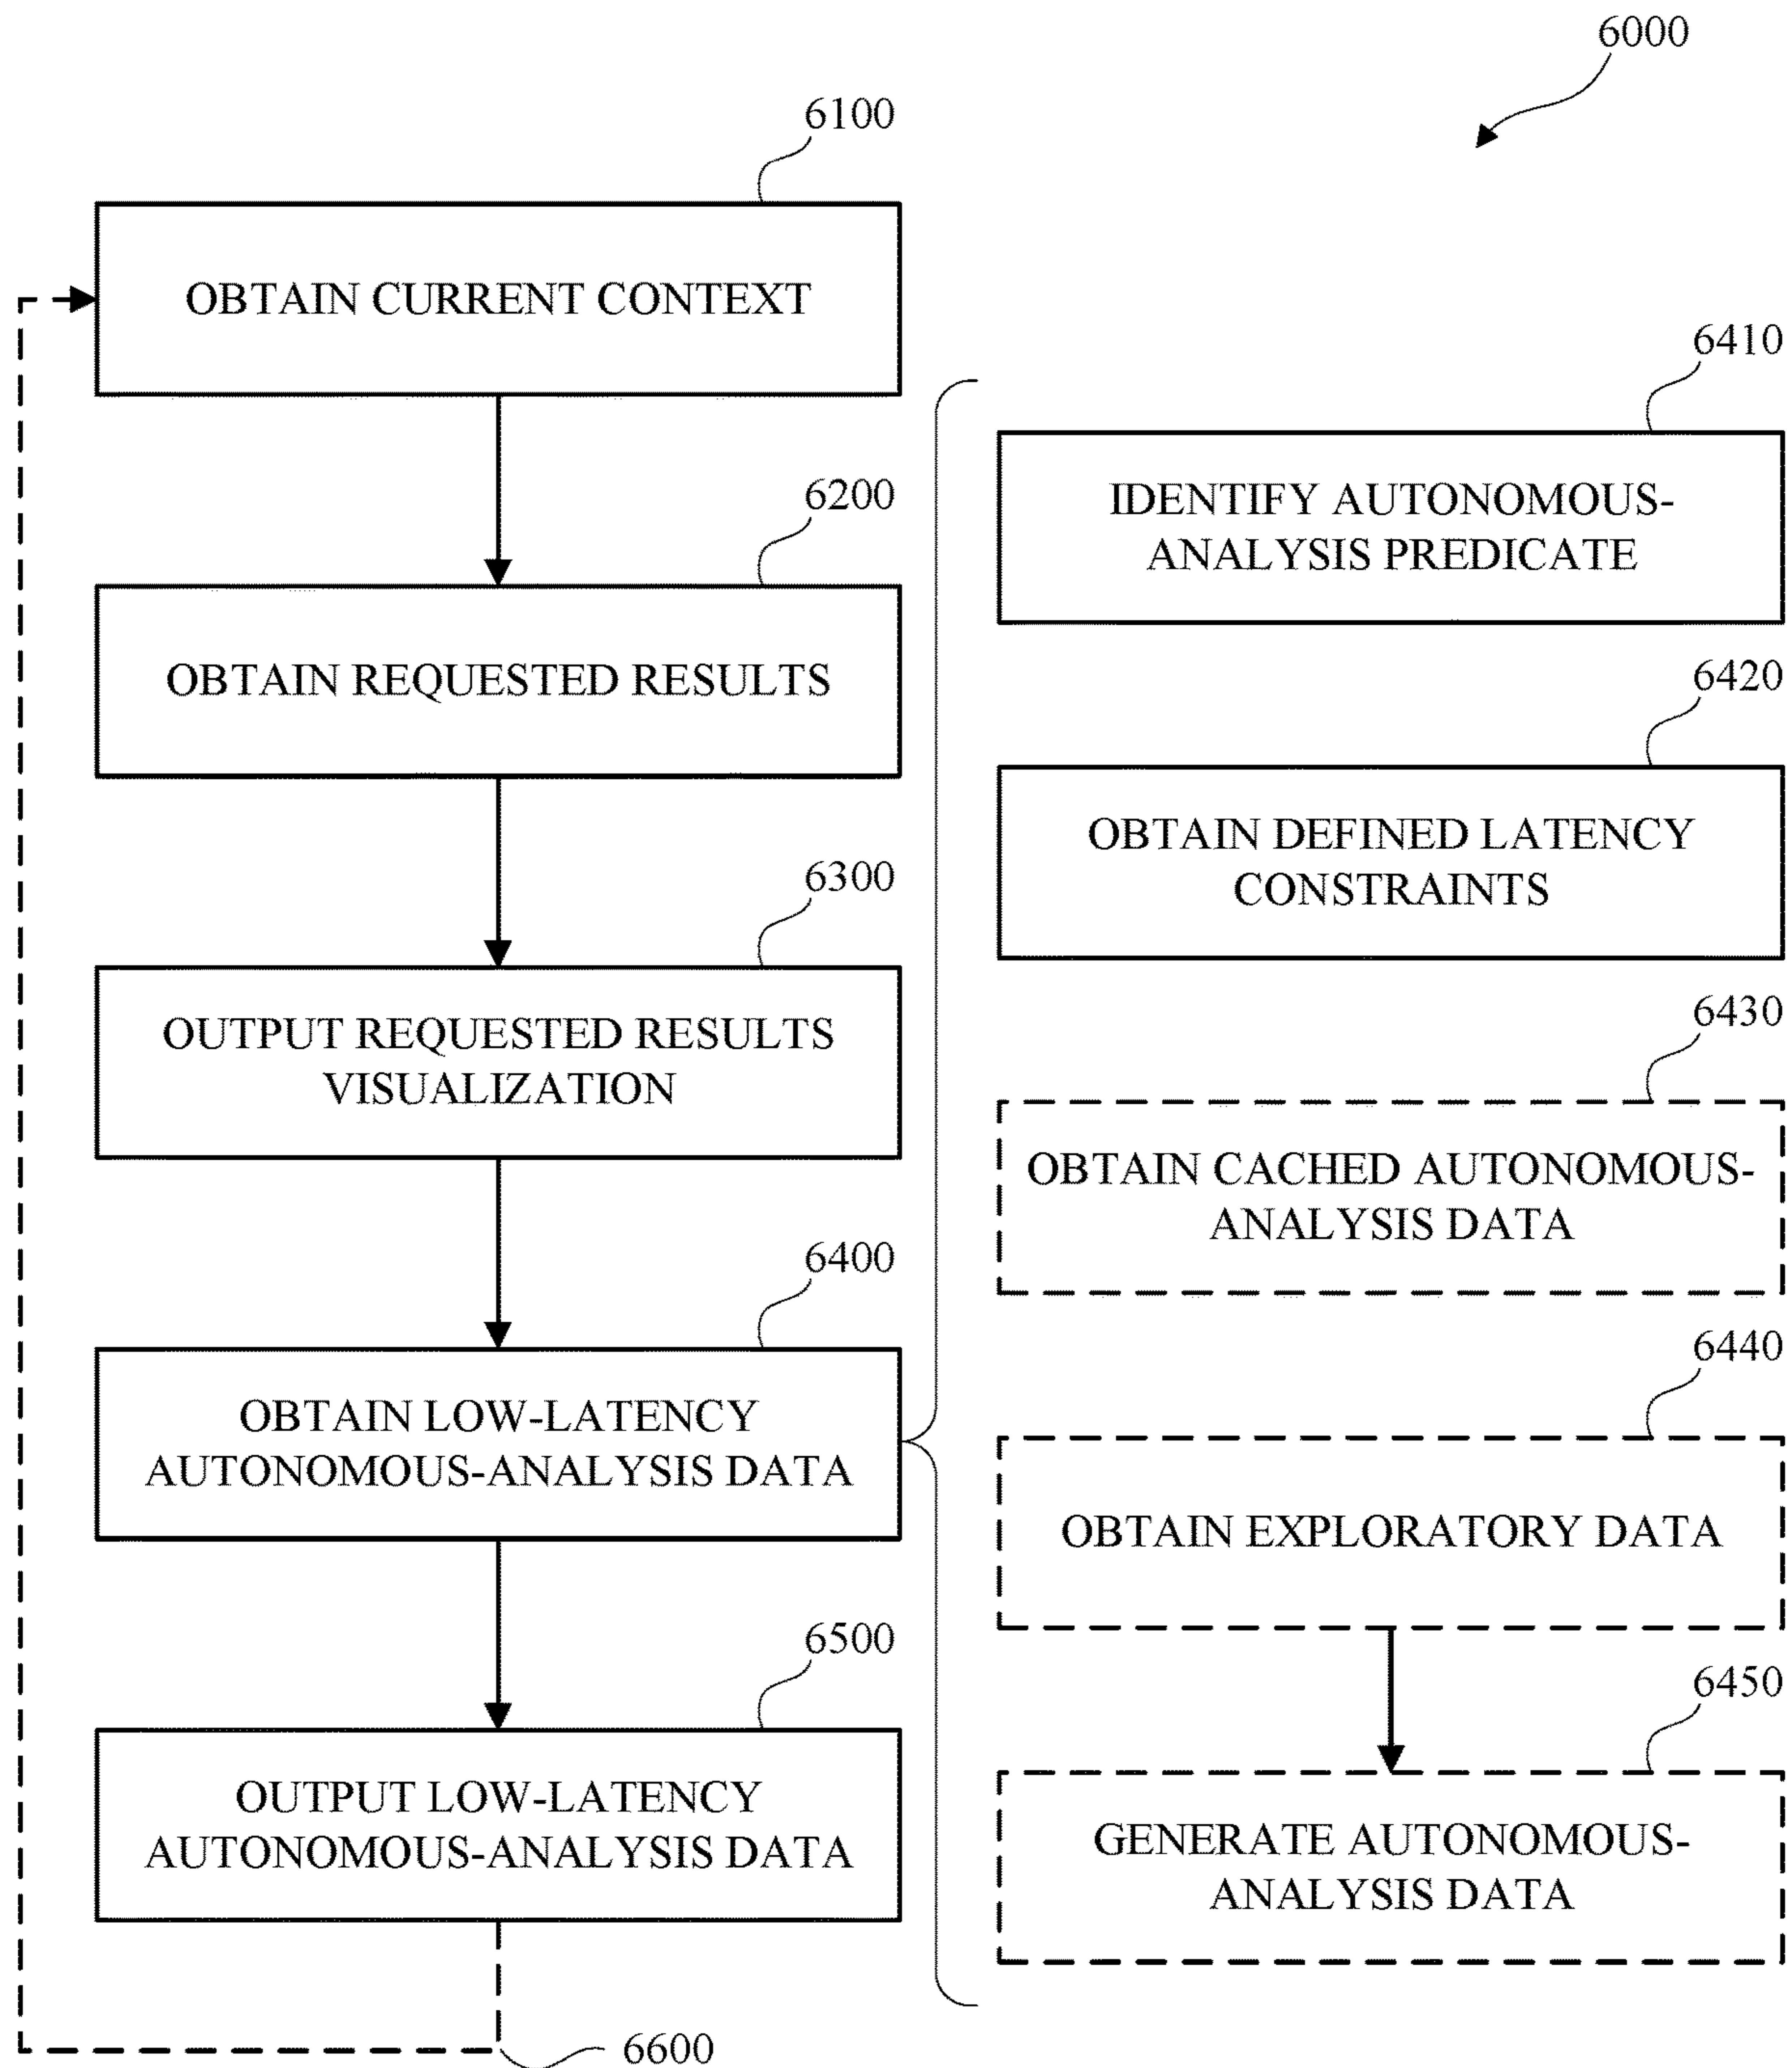 6000
6100
OBTAIN CURRENT CONTEXT
6200
OBTAIN REQUESTED RESULTS
6300
OUTPUT REQUESTED RESULTS
VISUALIZATION
6400
OBTAIN LOW-LATENCY
AUTONOMOUS-ANALYSIS DATA
6500
OUTPUT LOW-LATENCY
AUTONOMOUS-ANALYSIS DATA
6600
6410
IDENTIFY AUTONOMOUS-
ANALYSIS PREDICATE
6420
OBTAIN DEFINED LATENCY
CONSTRAINTS
6430
OBTAIN CACHED AUTONOMOUS-
ANALYSIS DATA
6440
OBTAIN EXPLORATORY DATA
6450
GENERATE AUTONOMOUS-
ANALYSIS DATA